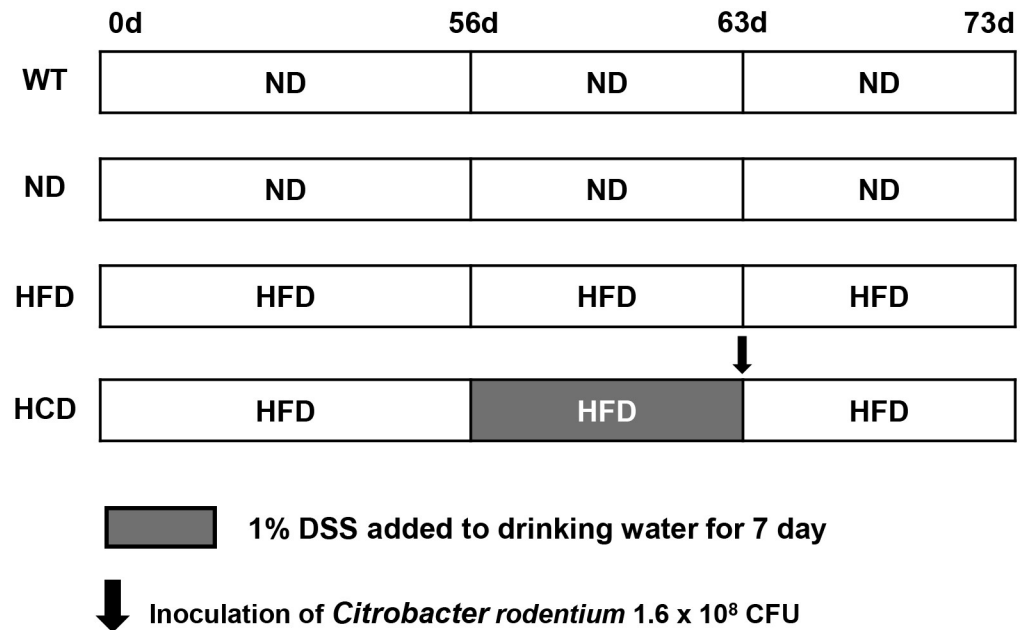 0d 56d 63d 73d
WT ND ND ND
ND ND ND ND
HFD HFD HFD HFD
HCD HFD HFD HFD
1% DSS added to drinking water for 7 day
Inoculation of Citrobacter rodentium 1.6 x 10⁸ CFU